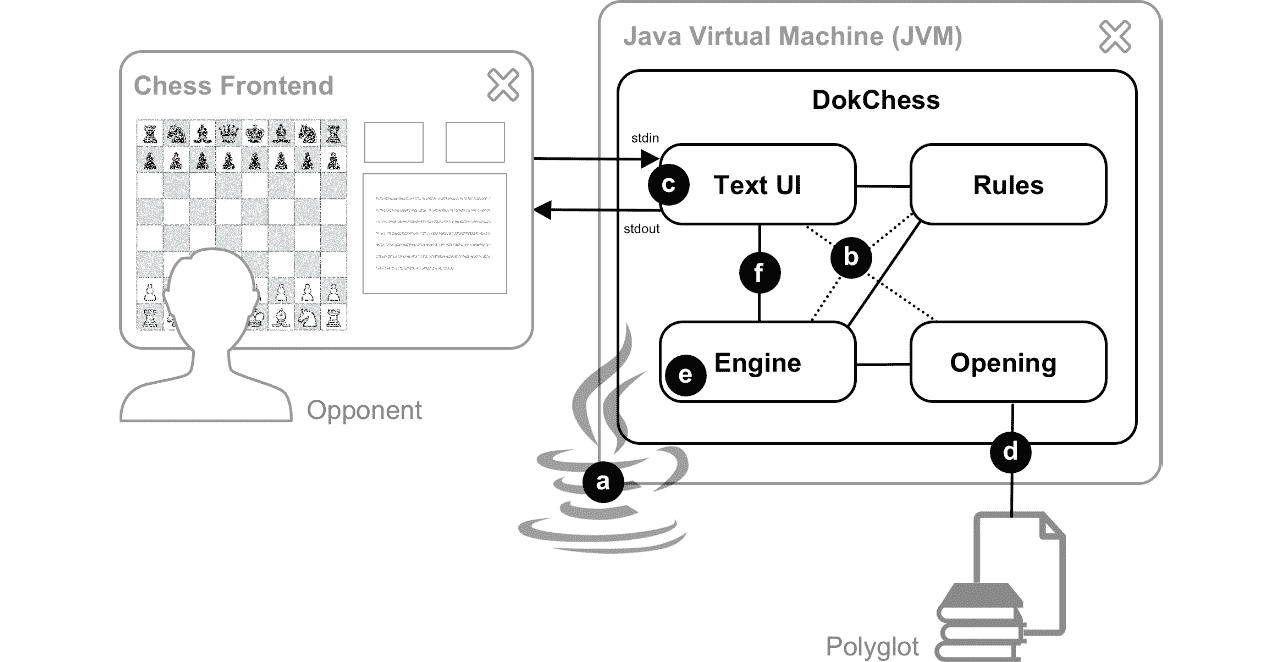 Java Virtual Machine (JVM)
Chess Frontend
DokChess
stdin
c
Text UI
Rules
stdout
b
f
e
Engine
Opening
Opponent
d
a
Polyglot